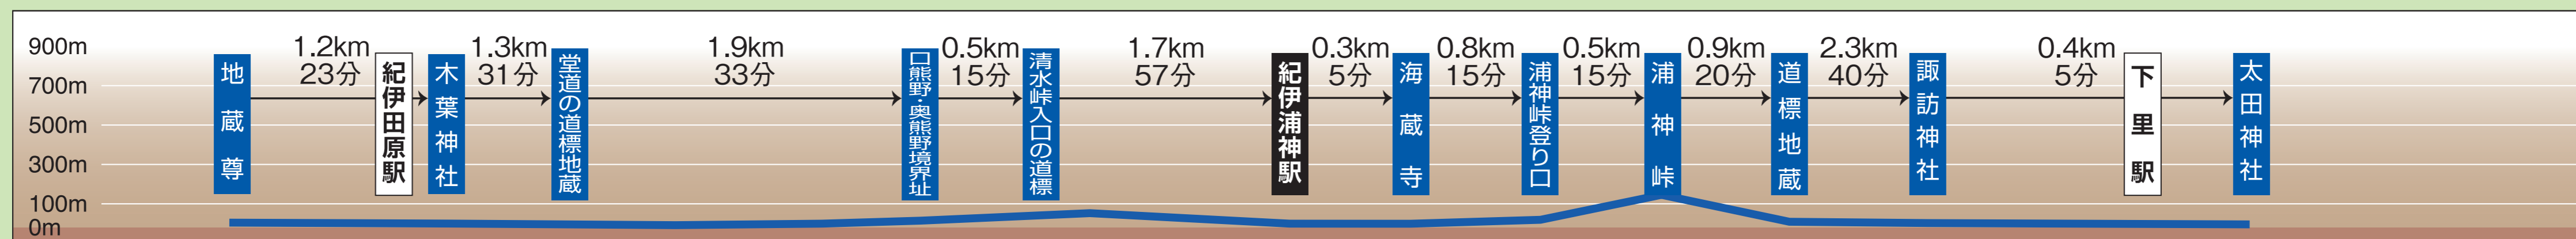 900m
700m
500m
300m
100m
0m
地蔵尊
1.2km
23分
紀伊田原駅
木葉神社
1.3km
31分
堂道の道標地蔵
1.9km
33分
口熊野・奥熊野境界址
0.5km
15分
清水峠入口の道標
1.7km
57分
紀伊浦神駅
0.3km
5分
海蔵寺
0.8km
15分
浦神峠登り口
0.5km
15分
浦神峠
0.9km
20分
道標地蔵
2.3km
40分
諏訪神社
0.4km
5分
下里駅
太田神社